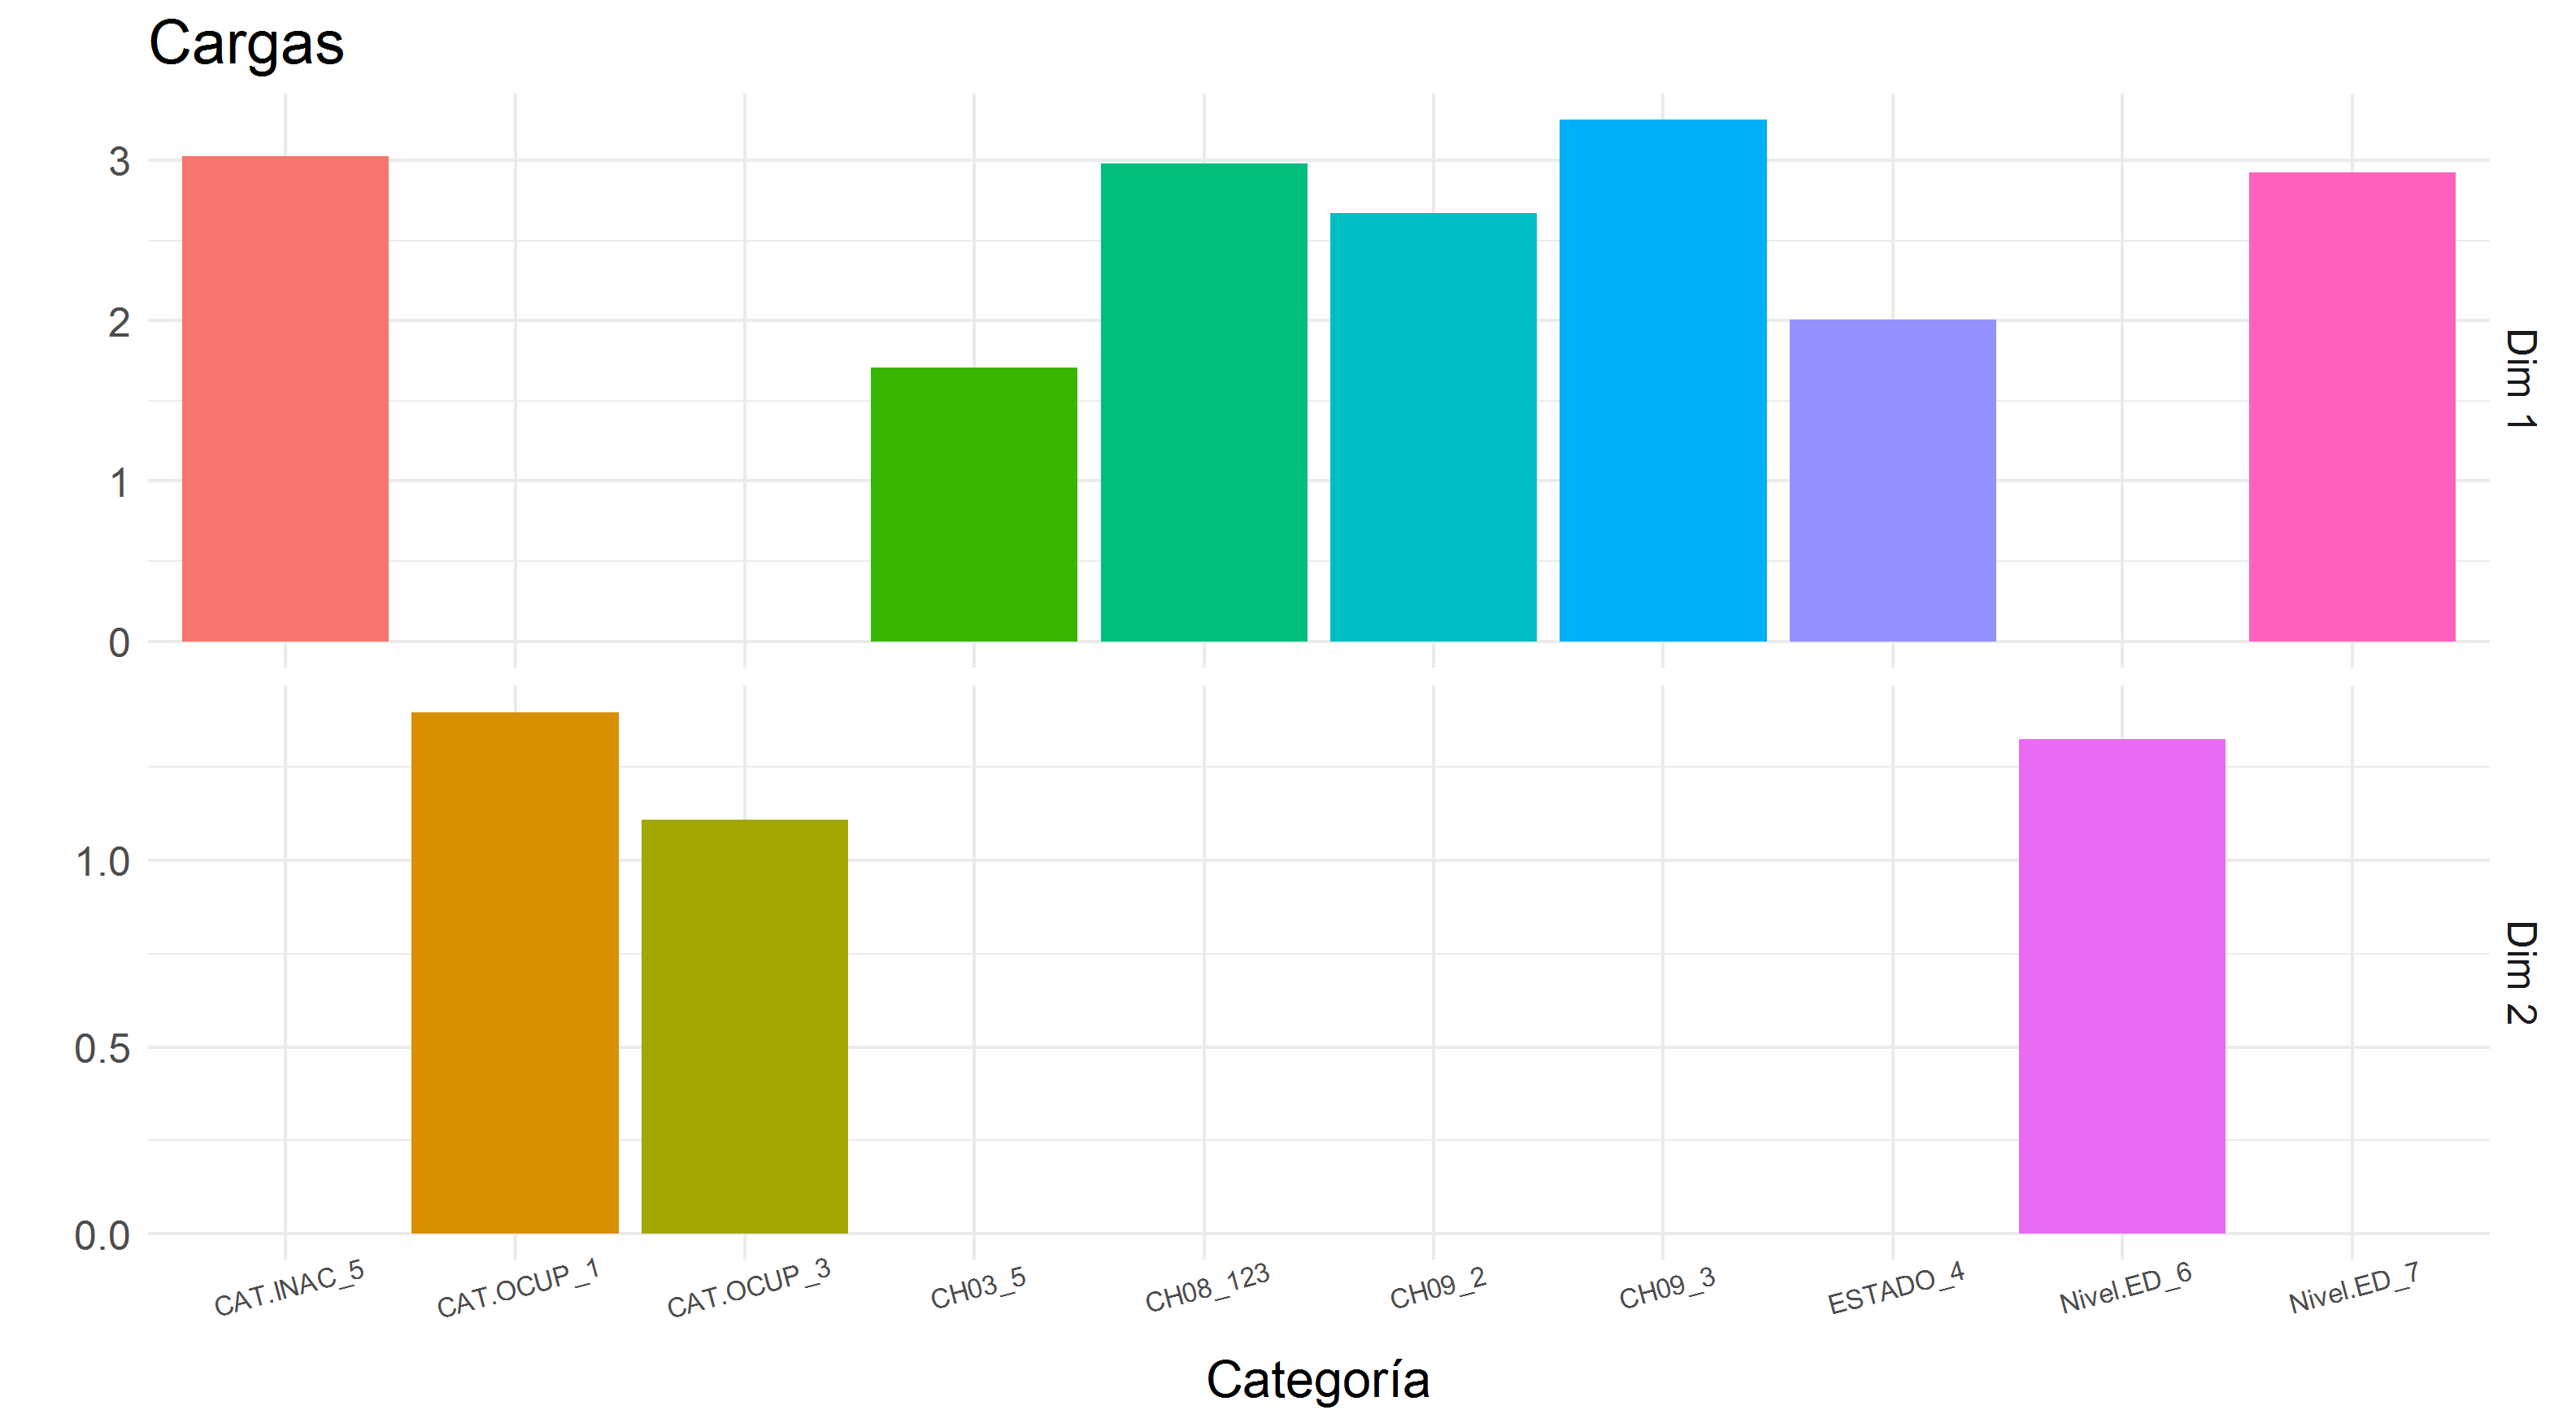 Cargas
3
2
1
0
Dim 1
1.0
0.5
0.0
Dim 2
CAT.INAC_5
CAT.OCUP_1
CAT.OCUP_3
CH03_5
CH08_123
CH09_2
CH09_3
ESTADO_4
Nivel.ED_6
Nivel.ED_7
Categoría